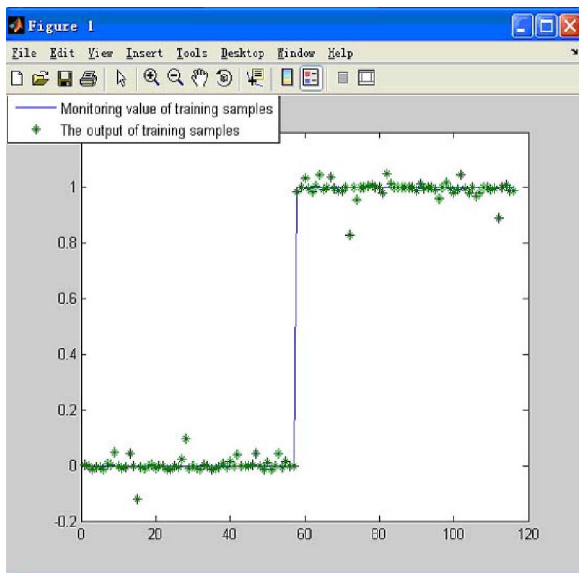 Figure 1
File Edit View Insert Tools Desktop Window Help
Monitoring value of training samples
The output of training samples
1
0.8
0.6
0.4
0.2
0
-0.2
0 20 40 60 80 100 120